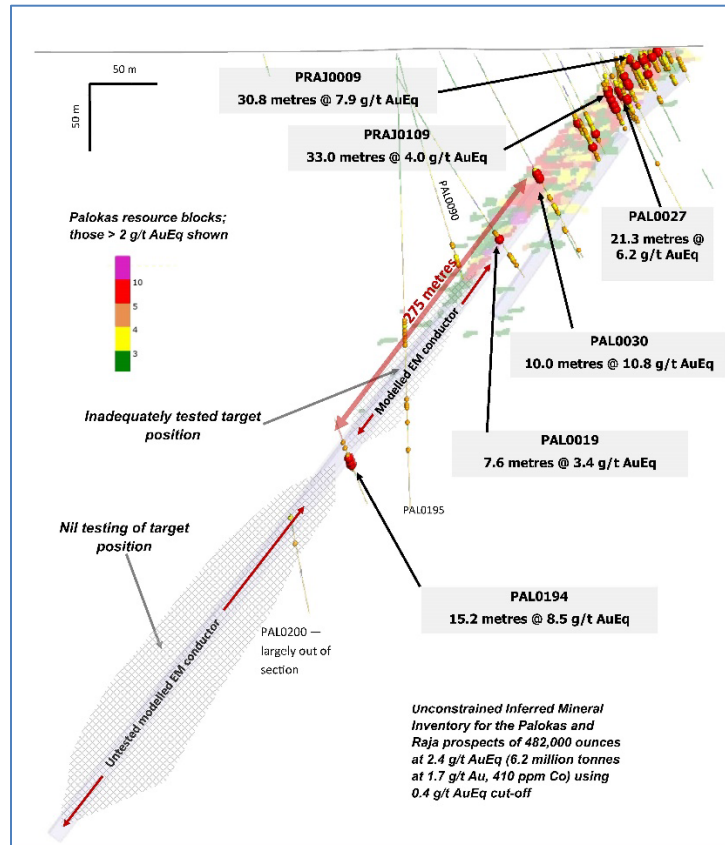 50 m
50 m
PRAJ0009
30.8 metres @ 7.9 g/t AuEq
PRAJ0109
33.0 metres @ 4.0 g/t AuEq
PAL0090
Palokas resource blocks;
those > 2 g/t AuEq shown
10
5
4
3
PAL0027
21.3 metres @
6.2 g/t AuEq
275 metres
Modelled EM conductor
PAL0030
10.0 metres @ 10.8 g/t AuEq
Inadequately tested target
position
PAL0019
7.6 metres @ 3.4 g/t AuEq
PAL0195
Nil testing of target
position
PAL0194
15.2 metres @ 8.5 g/t AuEq
PAL0200 —
largely out of
section
Untested modelled EM conductor
Unconstrained Inferred Mineral
Inventory for the Palokas and
Raja prospects of 482,000 ounces
at 2.4 g/t AuEq (6.2 million tonnes
at 1.7 g/t Au, 410 ppm Co) using
0.4 g/t AuEq cut-off